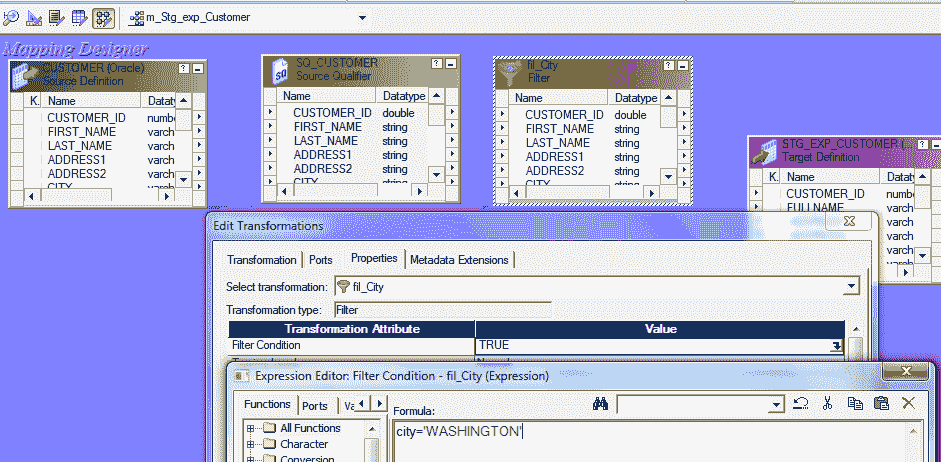 m_Stg_exp_Customer
Mapping Designer
CUSTOMER (Oracle)
Source Definition
K. Name Dataty
CUSTOMER_ID numbe
FIRST_NAME varch
LAST_NAME varch
ADDRESS1 varch
ADDRESS2 varch
CITY varch
SQ_CUSTOMER
Source Qualifier
Name Datatype
CUSTOMER_ID double
FIRST_NAME string
LAST_NAME string
ADDRESS1 string
ADDRESS2 string
CITY string
fil_City
Filter
Name Datatype
CUSTOMER_ID double
FIRST_NAME string
LAST_NAME string
ADDRESS1 string
ADDRESS2 string
CITY string
STG_EXP_CUSTOMER (
Target Definition
K. Name Dataty
CUSTOMER_ID numbe
FULLNAME varch
varch
varch
varch
Edit Transformations
Transformation Ports Properties Metadata Extensions
Select transformation: fil_City
Transformation type: Filter
Transformation Attribute Value
Filter Condition TRUE
Expression Editor: Filter Condition - fil_City (Expression)
Functions Ports Va
Formula:
All Functions
Character
Conversion
city='WASHINGTON'